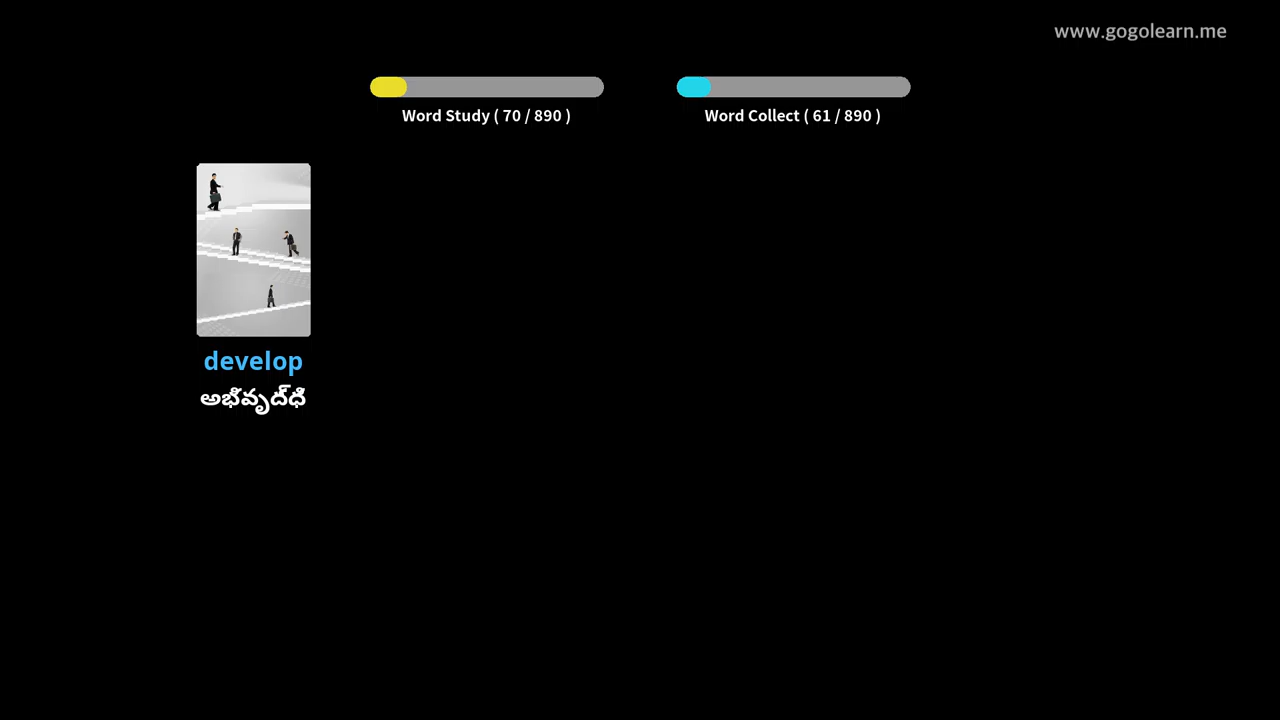 www.gogolearn.me
Word Study ( 70 / 890 )
Word Collect ( 61 / 890 )
develop
అభివృద్ధి